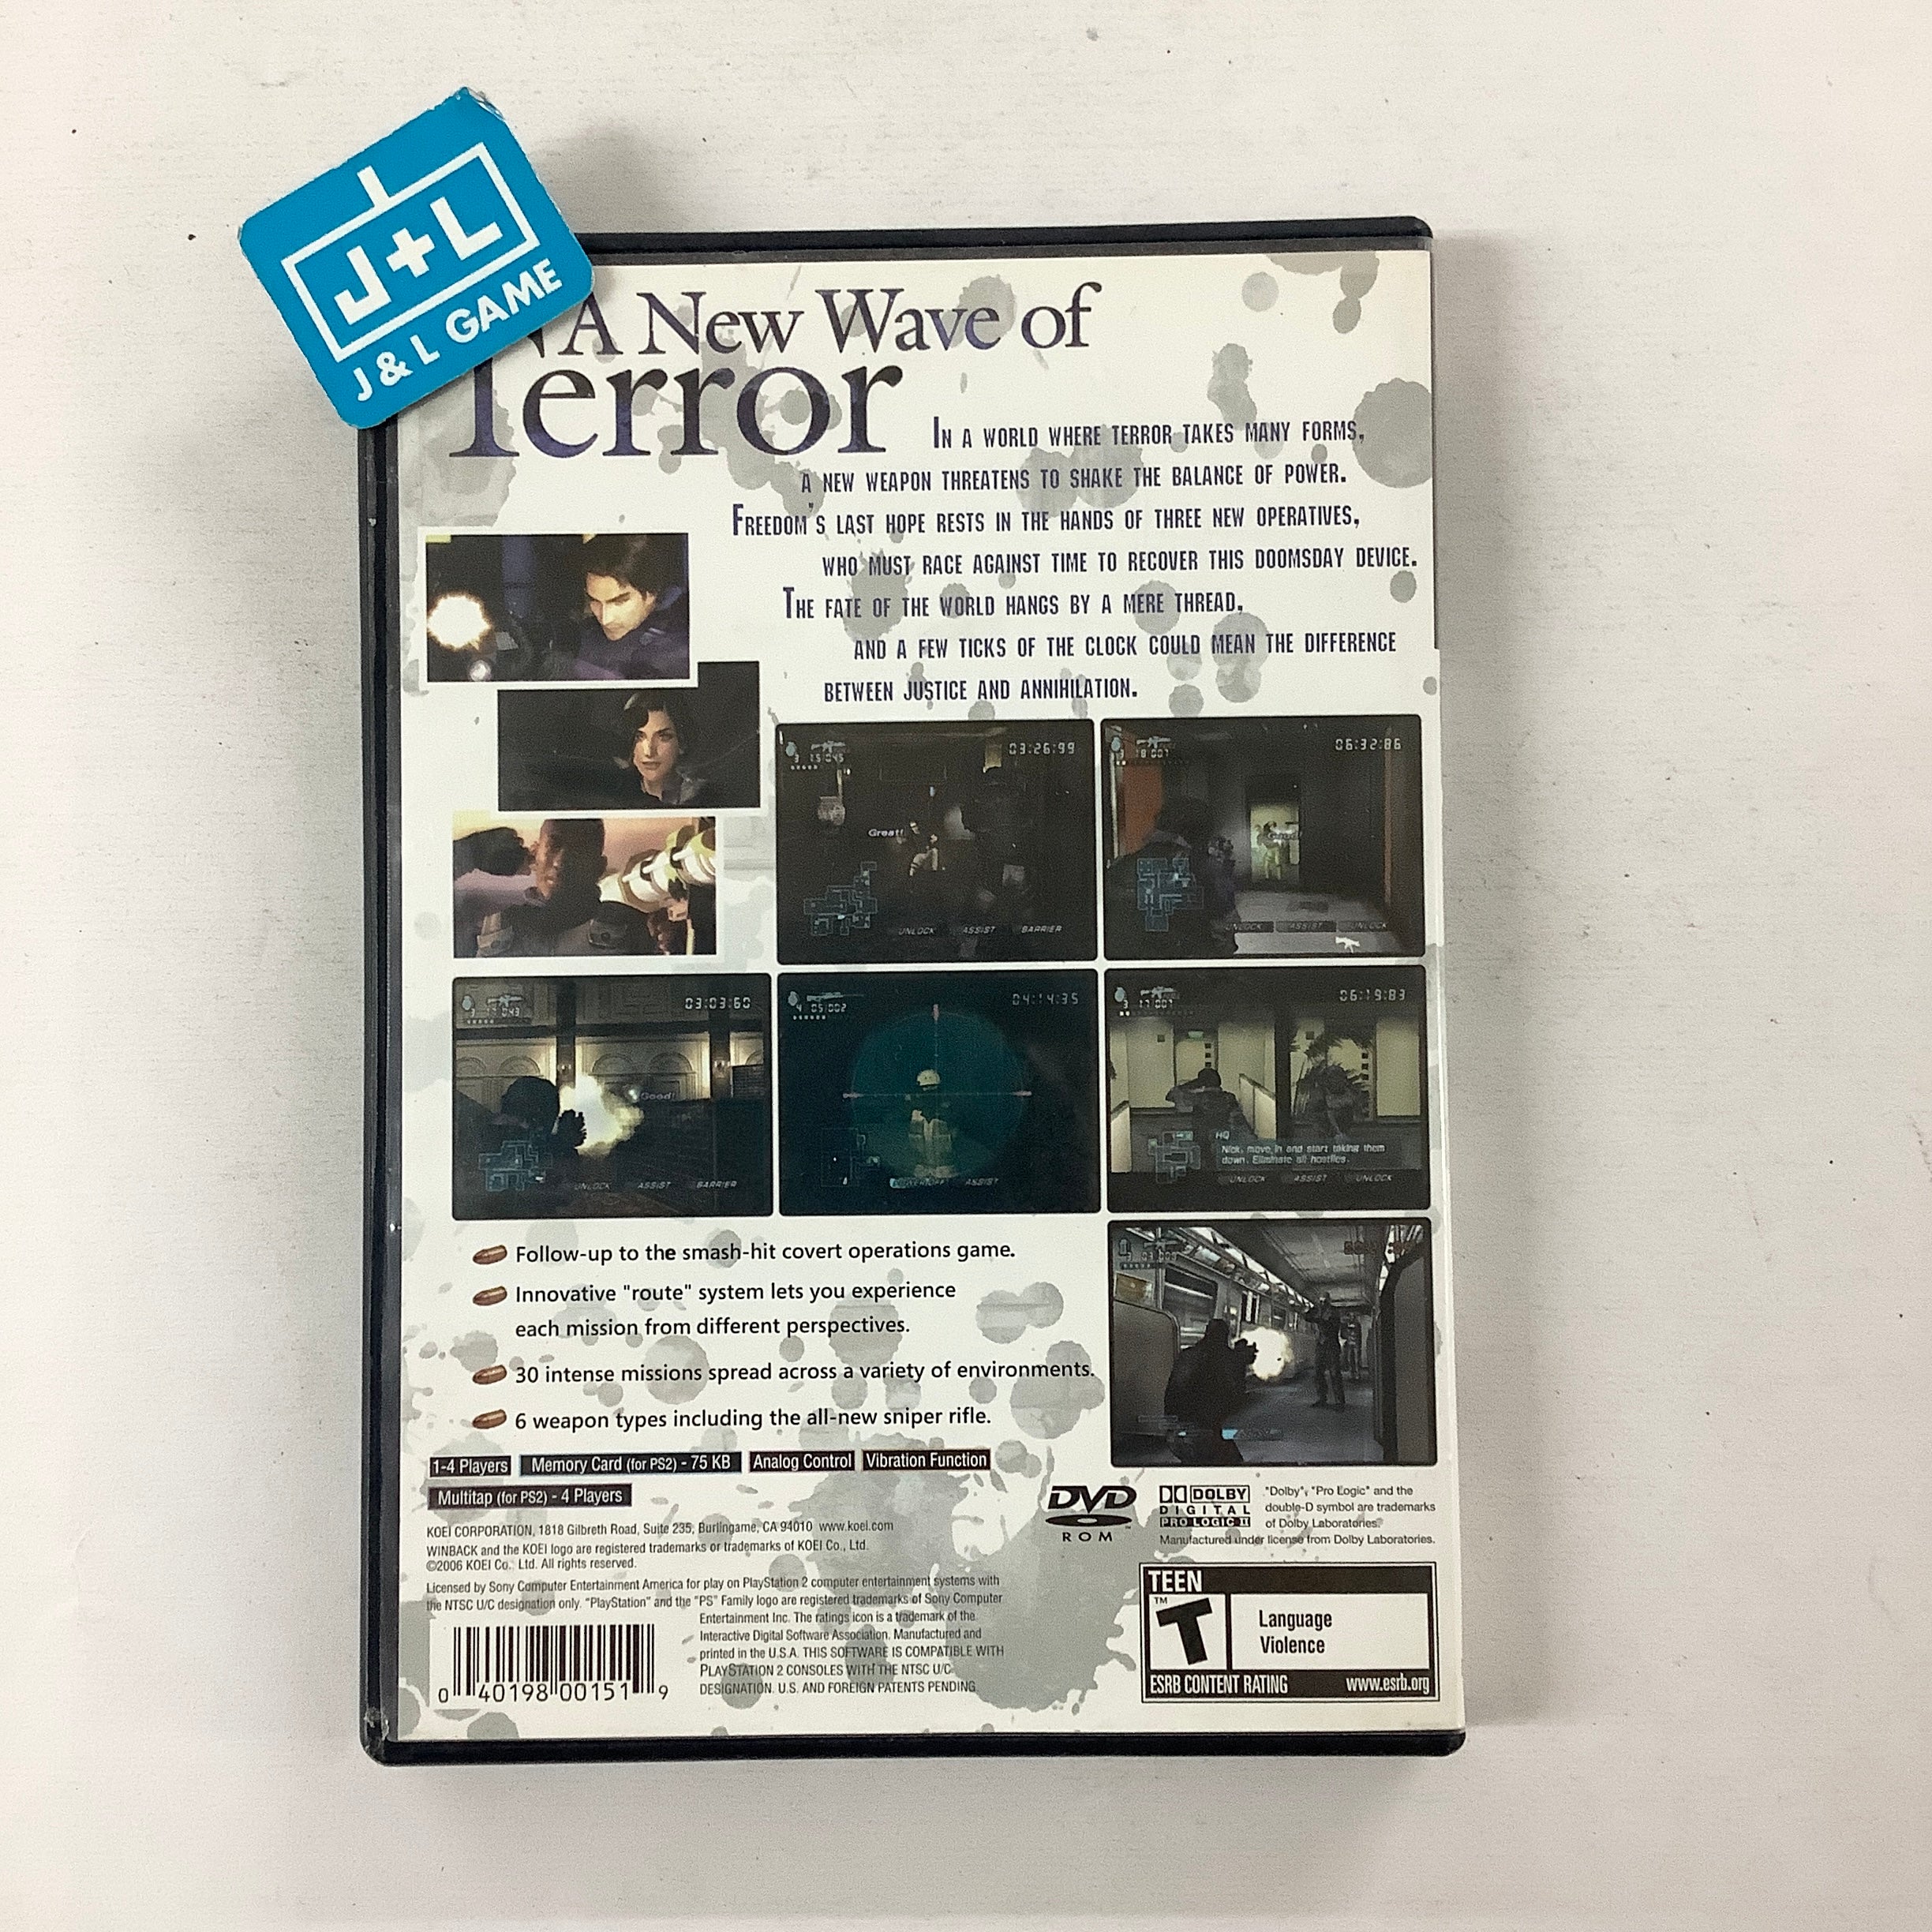 J+L
J & L GAME
A New Wave of
Terror
In a world where terror takes many forms,
a new weapon threatens to shake the balance of power.
Freedom's last hope rests in the hands of three new operatives,
who must race against time to recover this doomsday device.
The fate of the world hangs by a mere thread,
and a few ticks of the clock could mean the difference
between justice and annihilation.
03:26:99
Great!
UNLOCK ASSIST BARRIER
06:32:86
UNLOCK ASSIST UNLOCK
03:03:60
Good!
UNLOCK ASSIST BARRIER
04:14:35
ASSIST
06:19:83
HQ
Nick, move in and start taking them
down. Eliminate all hostiles.
UNLOCK ASSIST UNLOCK
Follow-up to the smash-hit covert operations game.
Innovative "route" system lets you experience
each mission from different perspectives.
30 intense missions spread across a variety of environments.
6 weapon types including the all-new sniper rifle.
1-4 Players Memory Card (for PS2) - 75 KB Analog Control Vibration Function
Multitap (for PS2) - 4 Players
KOEI CORPORATION, 1818 Gilbreth Road, Suite 235, Burlingame, CA 94010 www.koei.com
WINBACK and the KOEI logo are registered trademarks or trademarks of KOEI Co., Ltd.
©2006 KOEI Co., Ltd. All rights reserved.
Licensed by Sony Computer Entertainment America for play on PlayStation 2 computer entertainment systems with
the NTSC U/C designation only. "PlayStation" and the "PS" Family logo are registered trademarks of Sony Computer
Entertainment Inc. The ratings icon is a trademark of the
Interactive Digital Software Association. Manufactured and
printed in the U.S.A. THIS SOFTWARE IS COMPATIBLE WITH
PLAYSTATION 2 CONSOLES WITH THE NTSC U/C
DESIGNATION. U.S. AND FOREIGN PATENTS PENDING
0 40198 00151 9
DVD
ROM
DOLBY
DIGITAL
PRO LOGIC II
"Dolby", "Pro Logic" and the
double-D symbol are trademarks
of Dolby Laboratories.
Manufactured under license from Dolby Laboratories.
TEEN
T
TM
Language
Violence
ESRB CONTENT RATING www.esrb.org